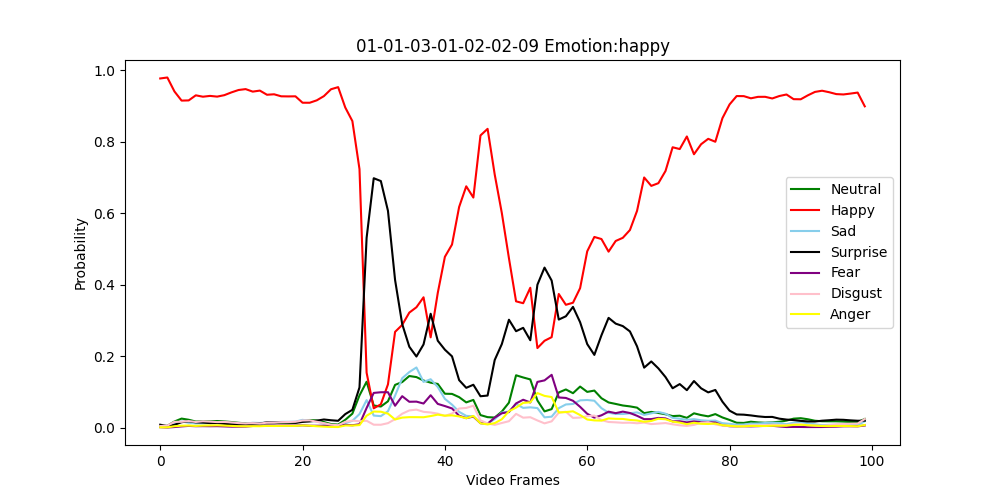 01-01-03-01-02-02-09 Emotion:happy
Probability
1.0
0.8
0.6
0.4
0.2
0.0
Neutral
Happy
Sad
Surprise
Fear
Disgust
Anger
0 20 40 60 80 100
Video Frames